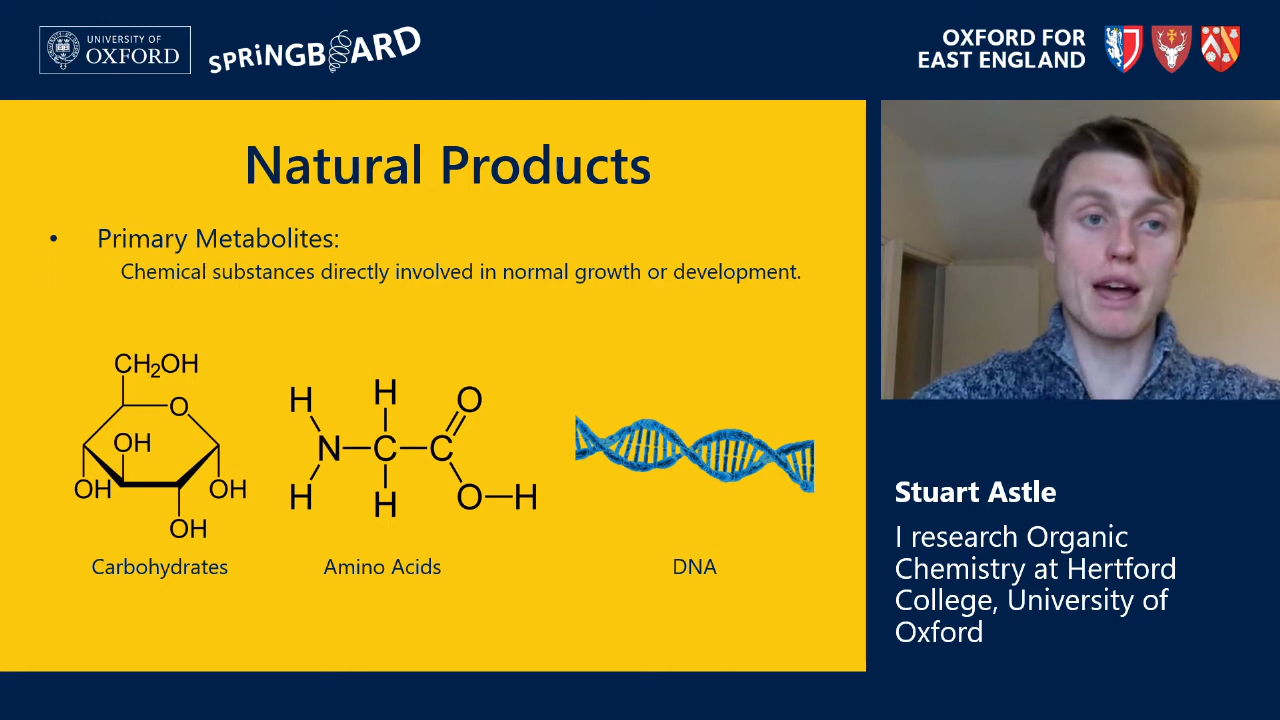 UNIVERSITY OF
OXFORD
SPRiNGBOARD
OXFORD FOR
EAST ENGLAND
Natural Products
• Primary Metabolites:
Chemical substances directly involved in normal growth or development.
CH2OH
O
OH
OH
OH
OH
H
H
O
N
C
C
H
H
O
H
Carbohydrates
Amino Acids
DNA
Stuart Astle
I research Organic
Chemistry at Hertford
College, University of
Oxford